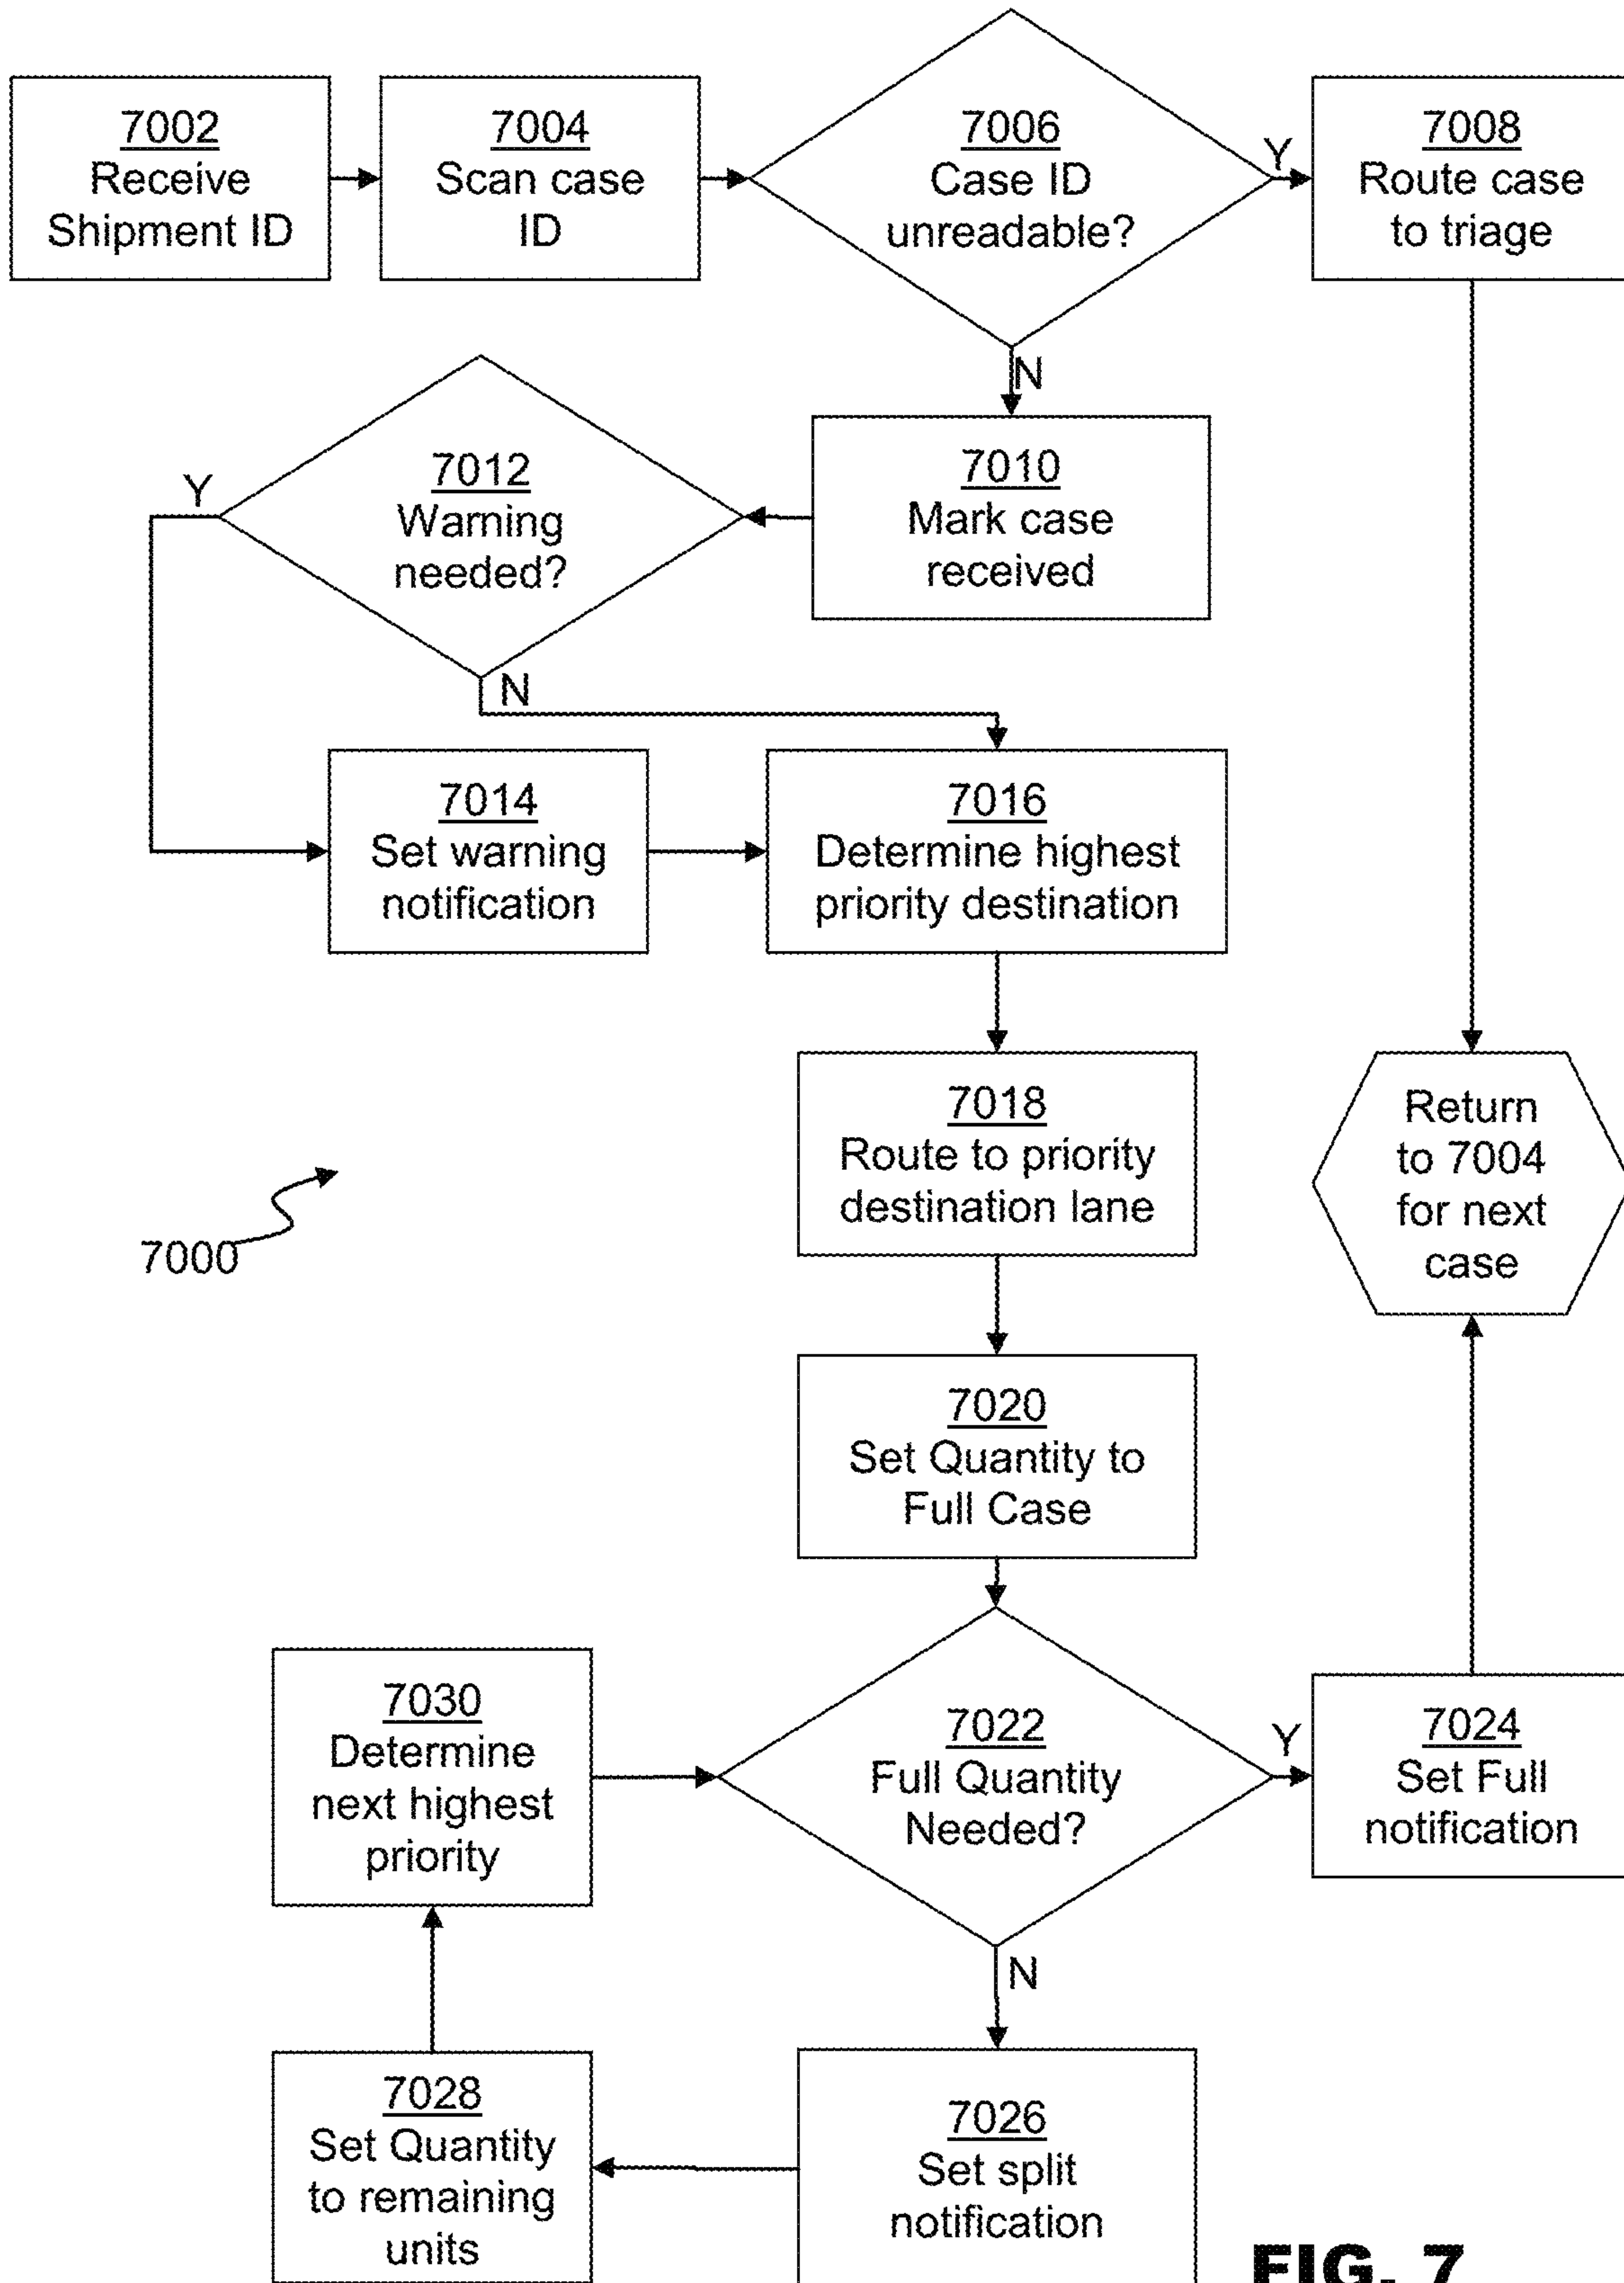 7002
Receive
Shipment ID
7004
Scan case
ID
7006
Case ID
unreadable?
Y
7008
Route case
to triage
N
7010
Mark case
received
7012
Warning
needed?
Y
N
7014
Set warning
notification
7016
Determine highest
priority destination
7018
Route to priority
destination lane
Return
to 7004
for next
case
7000
7020
Set Quantity to
Full Case
7022
Full Quantity
Needed?
Y
7024
Set Full
notification
N
7026
Set split
notification
7028
Set Quantity
to remaining
units
7030
Determine
next highest
priority
FIG. 7